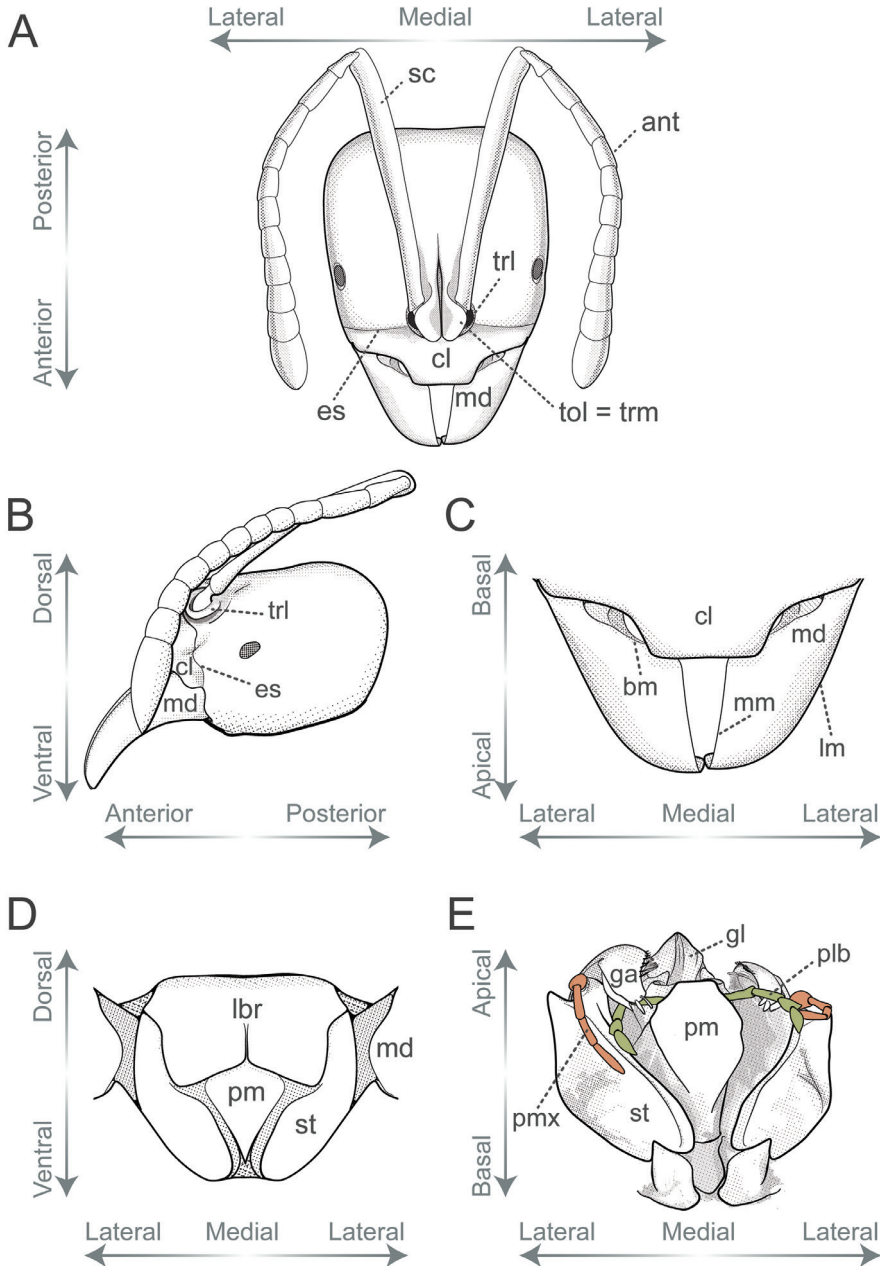 A
Lateral Medial Lateral
sc
ant
Posterior
Anterior
trl
cl
es
md
tol = trm
B
Dorsal
Ventral
trl
cl
es
md
Anterior Posterior
C
Basal
Apical
cl
md
bm
mm
lm
Lateral Medial Lateral
D
Dorsal
Ventral
lbr
md
pm
st
Lateral Medial Lateral
E
Apical
Basal
gl
plb
ga
pm
pmx
st
Lateral Medial Lateral